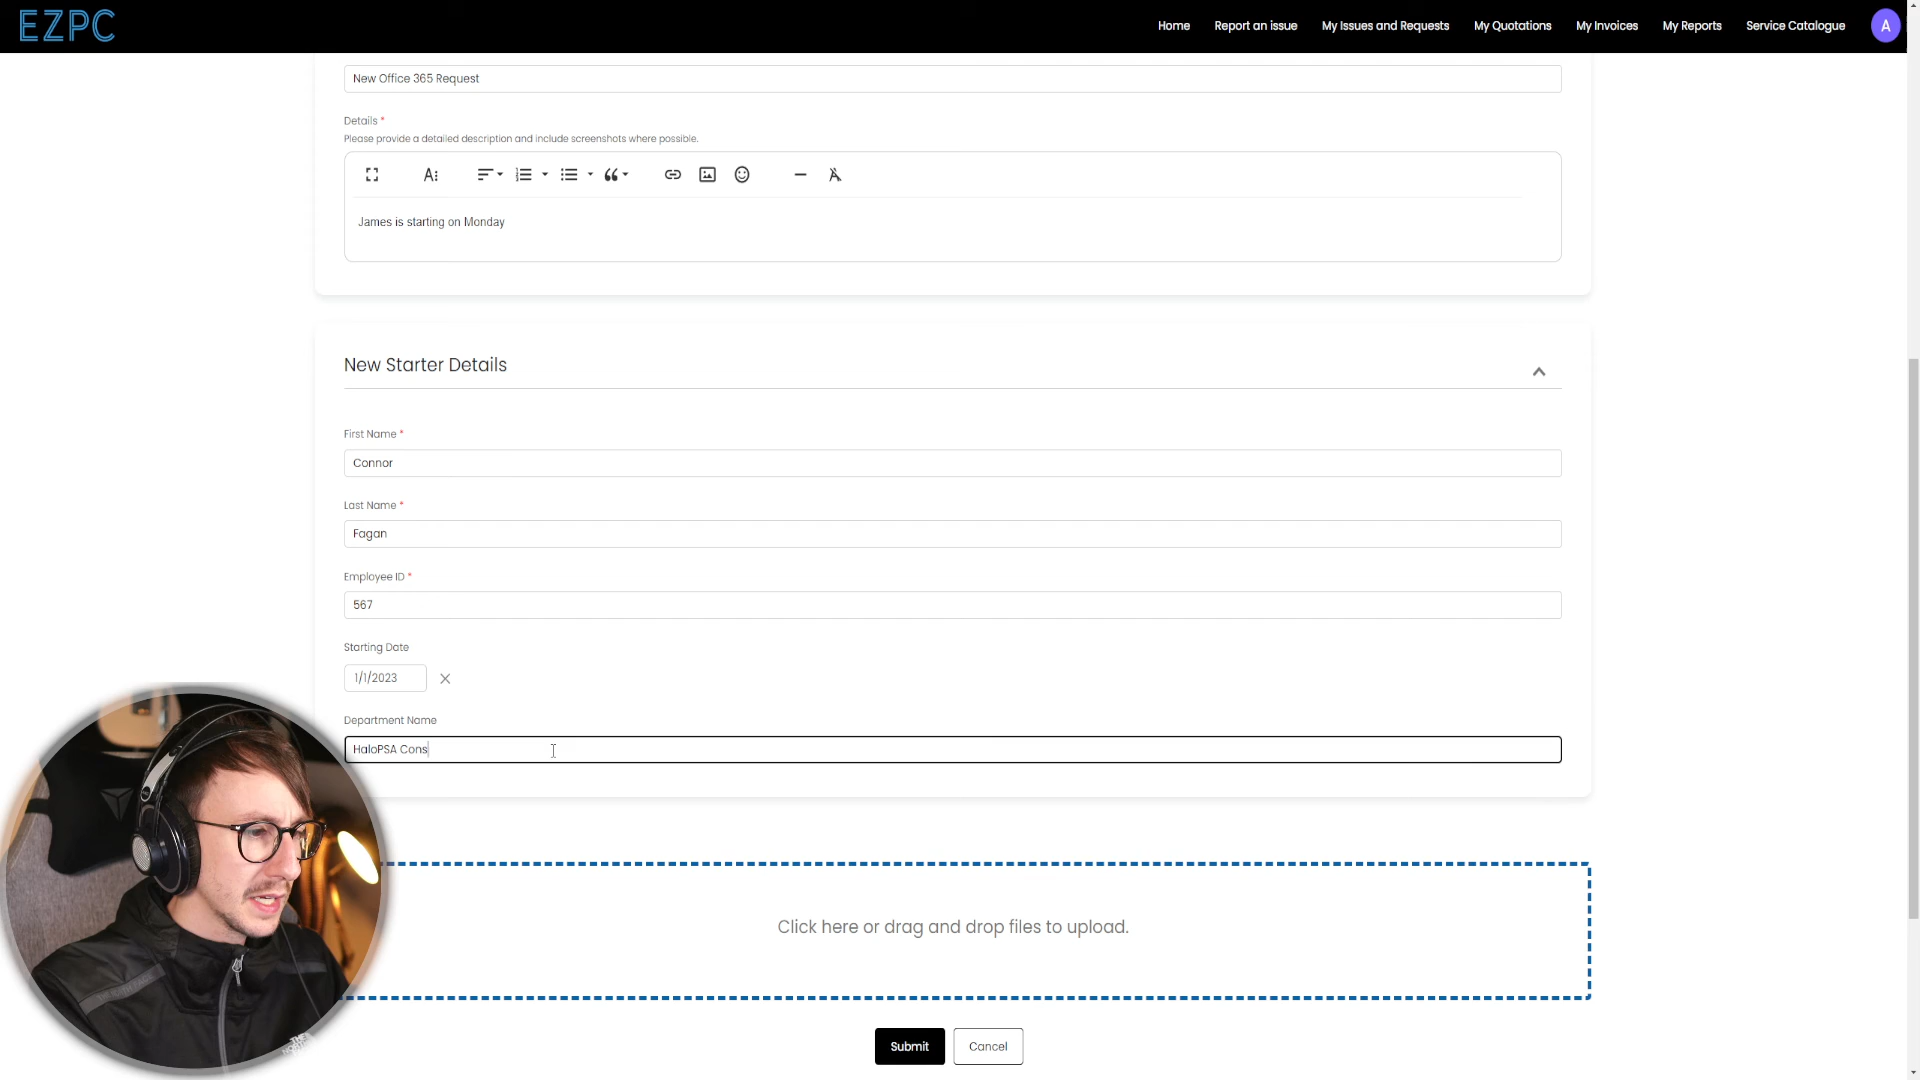 EZPC
Home Report an issue My Issues and Requests My Quotations My Invoices My Reports Service Catalogue A
New Office 365 Request
Details *
Please provide a detailed description and include screenshots where possible.
James is starting on Monday
New Starter Details
First Name *
Connor
Last Name *
Fagan
Employee ID *
567
Starting Date
1/1/2023
Department Name
HaloPSA Cons
Click here or drag and drop files to upload.
Submit Cancel